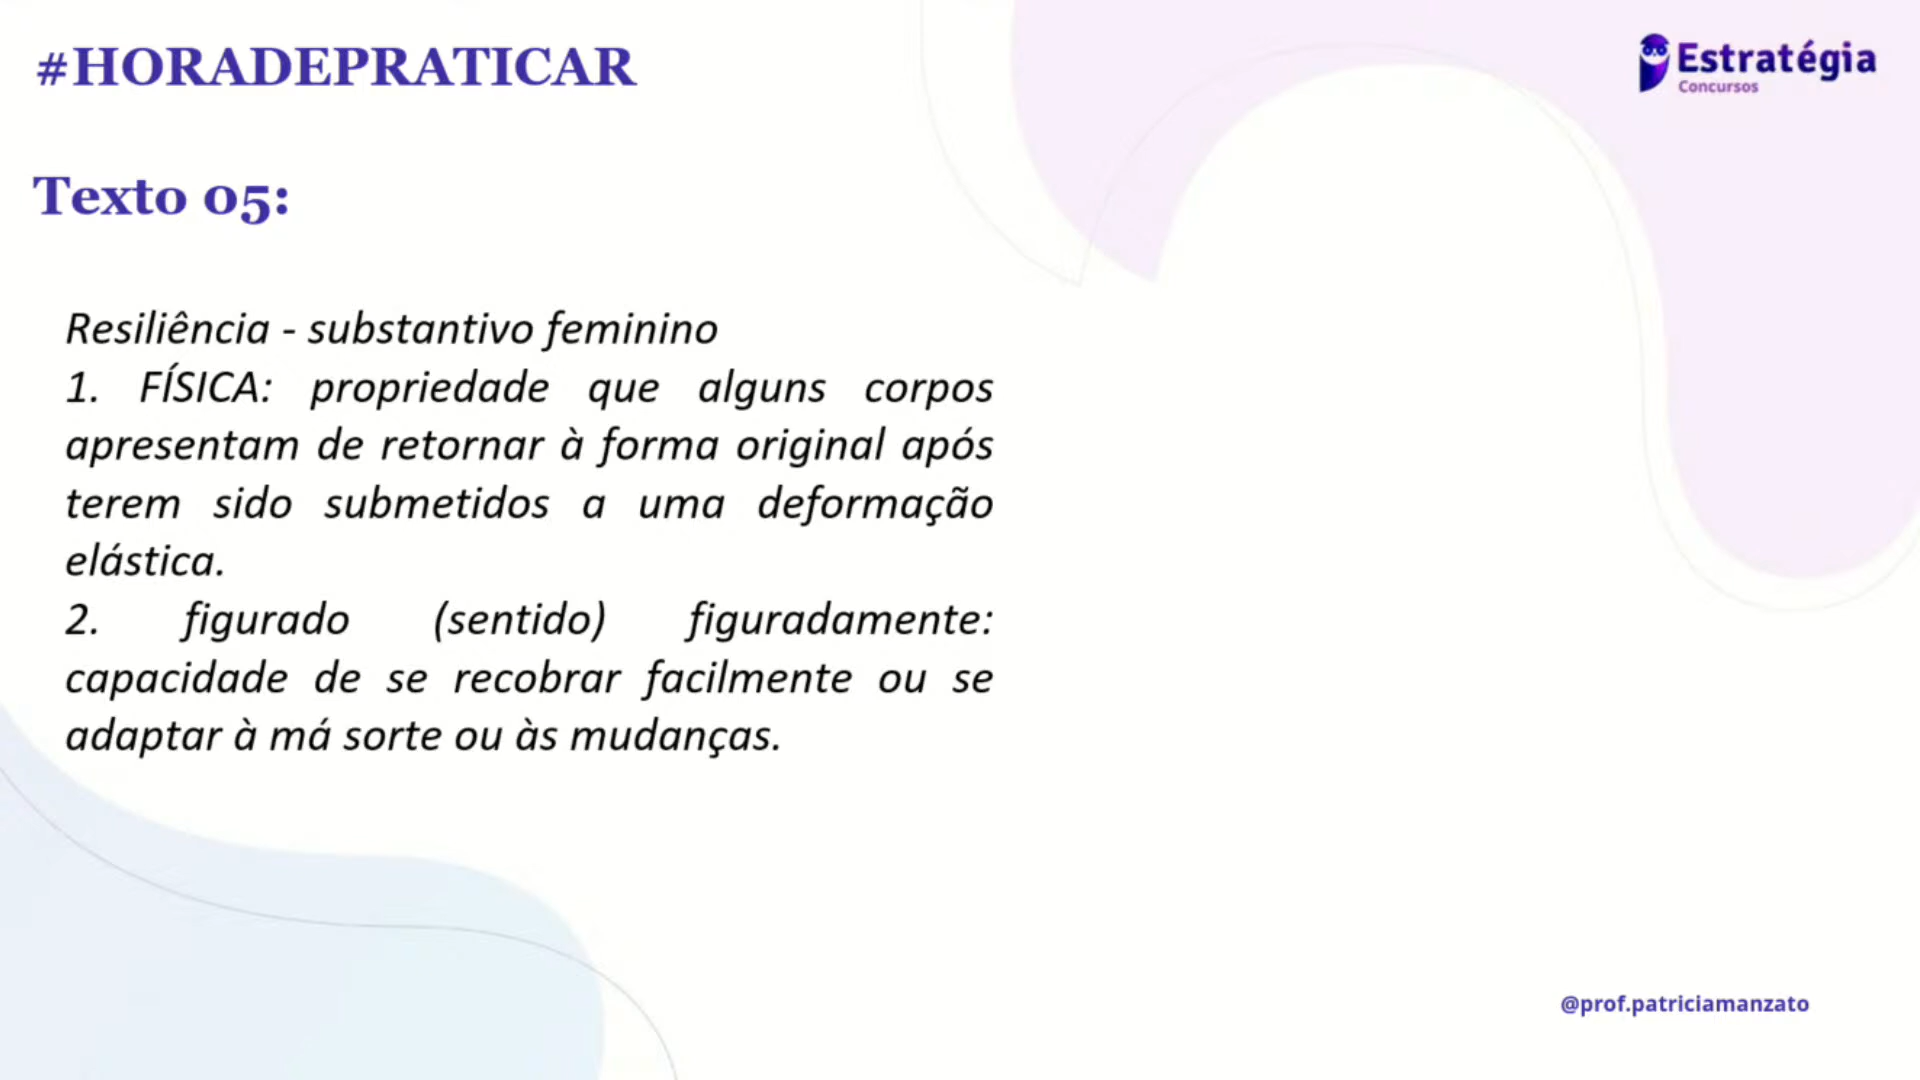 #HORADEPRATICAR
Estratégia
Concursos
Texto 05:
Resiliência - substantivo feminino
1. FÍSICA: propriedade que alguns corpos
apresentam de retornar à forma original após
terem sido submetidos a uma deformação
elástica.
2. figurado (sentido) figuradamente:
capacidade de se recobrar facilmente ou se
adaptar à má sorte ou às mudanças.
@prof.patriciamanzato